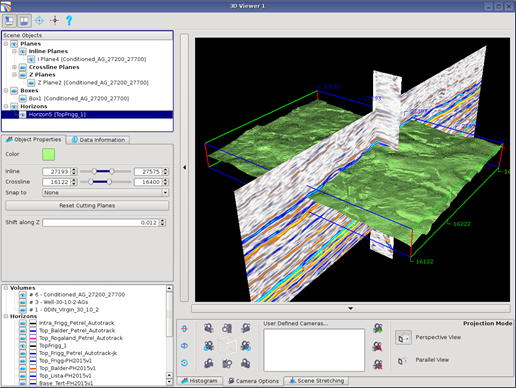 3D Viewer 1
Scene Objects
Planes
Inline Planes
I Plane4 [Conditioned_AG_27200_27700]
Crossline Planes
Z Planes
Z Plane2 [Conditioned_AG_27200_27700]
Boxes
Box1 [Conditioned_AG_27200_27700]
Horizons
Horizon5 [TopFrigg_1]
Object Properties
Data Information
Color
Inline 27193 27575
Crossline 16122 16400
Snap to None
Reset Cutting Planes
Shift along Z 0.012
Volumes
# 6 - Conditioned_AG_27200_27700
# 3 - Well-30-10-2-AGs
# 1 - ODIN_Virgin_30_10_2
Horizons
Intra_Frigg_Petrel_Autotrack
Top_Balder_Petrel_Autotrack
Top_Rogaland_Petrel_Autotrack
TopFrigg_1
Top_Frigg_Petrel_Autotrack-jk
Top_Frigg-PH2015v1
Top_Balder-PH2015v1
Top_Lista-PH2015v1
Base_Tert-PH2015v1
27193
16222
16122
User Defined Cameras...
Projection Mode
Perspective View
Parallel View
Histogram
Camera Options
Scene Stretching